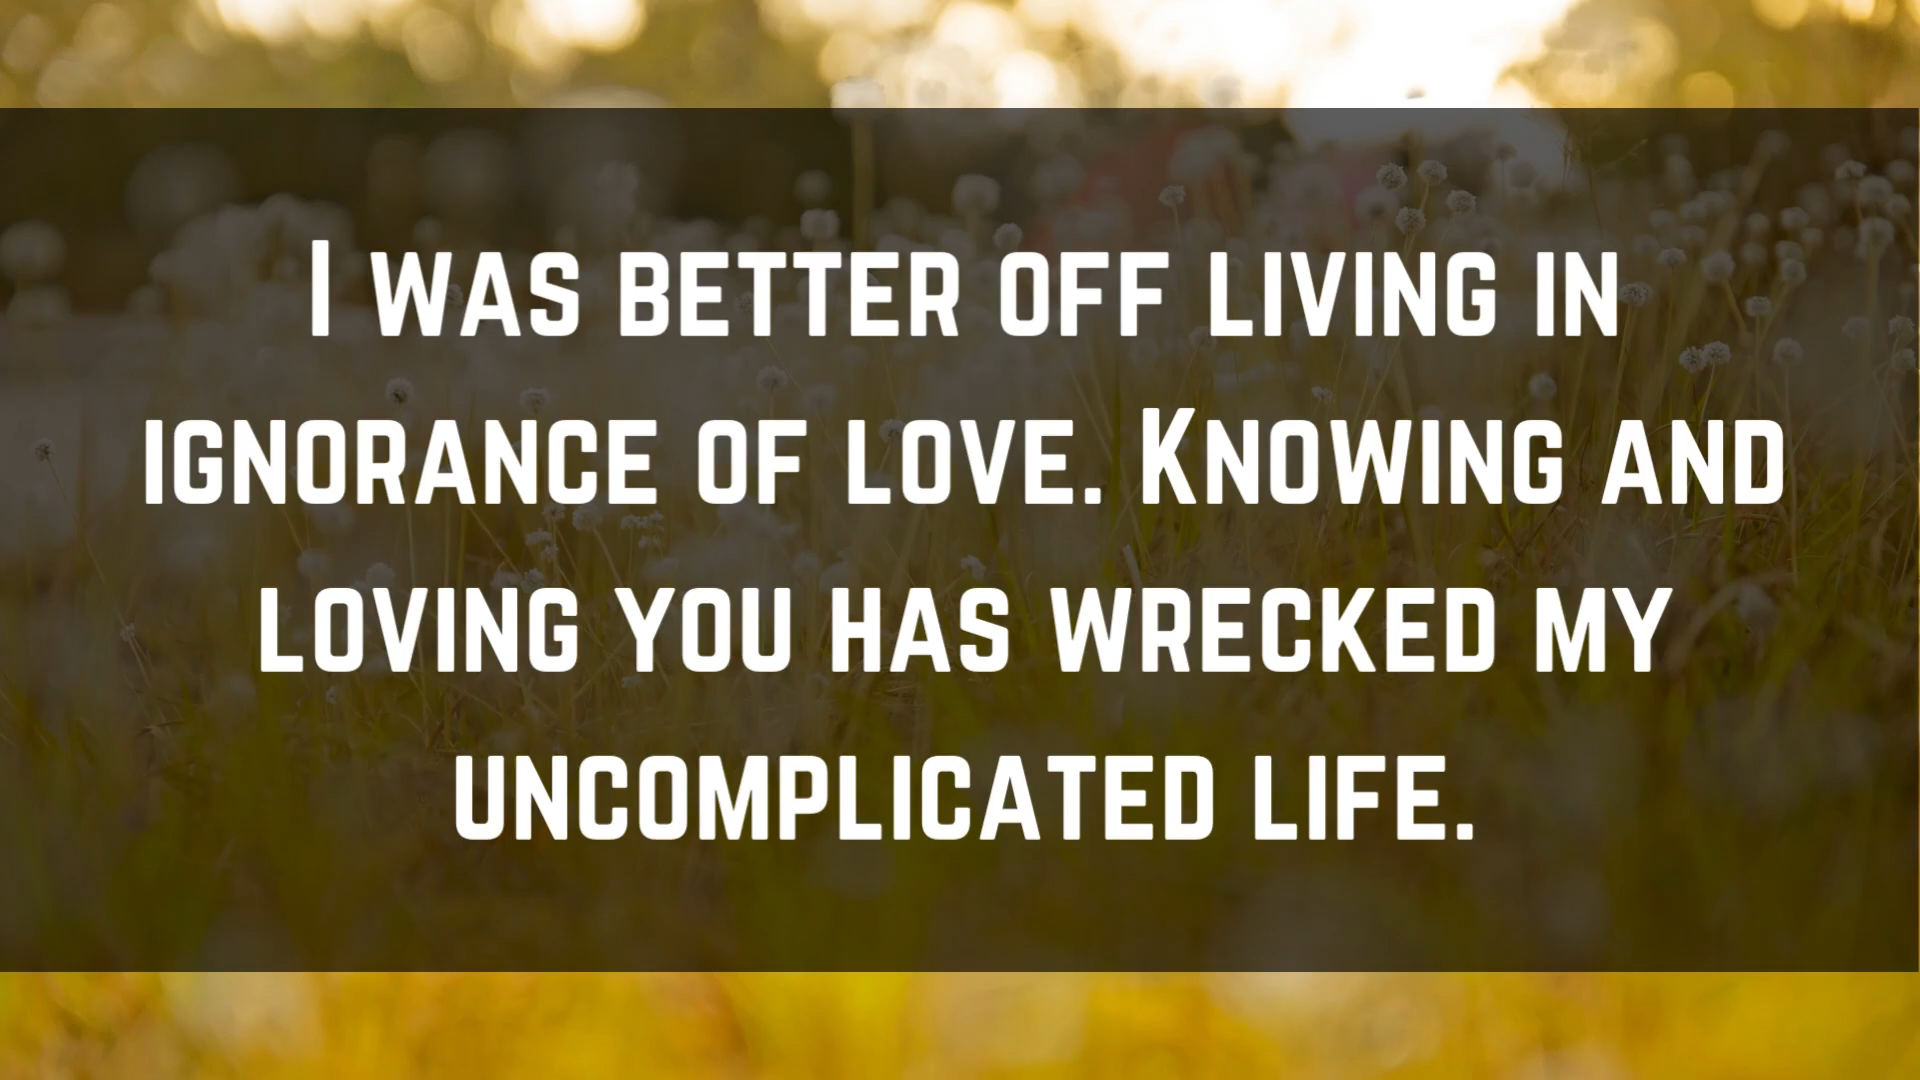 I was better off living in
ignorance of love. Knowing and
loving you has wrecked my
uncomplicated life.